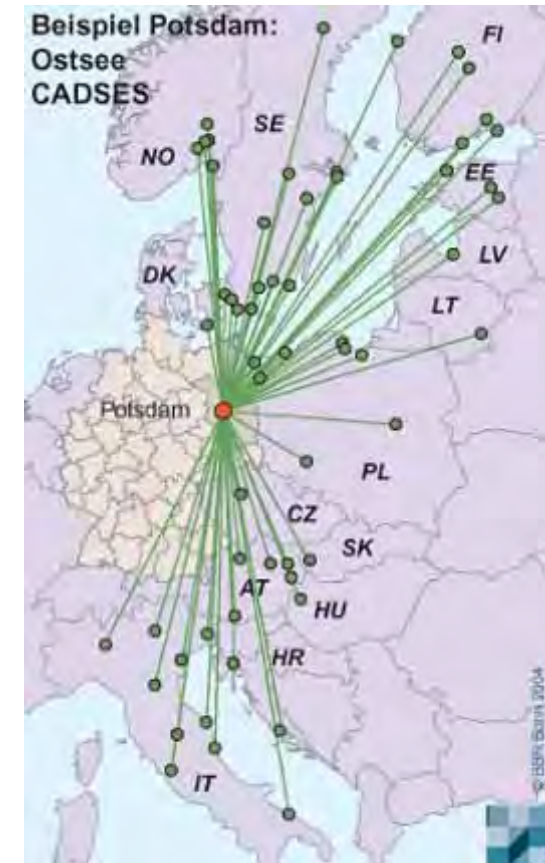 Beispiel Potsdam:
Ostsee
CADSES
FI
SE
NO
EE
LV
DK
LT
Potsdam
PL
CZ
SK
AT
HU
HR
IT
© BBR Bonn 2004